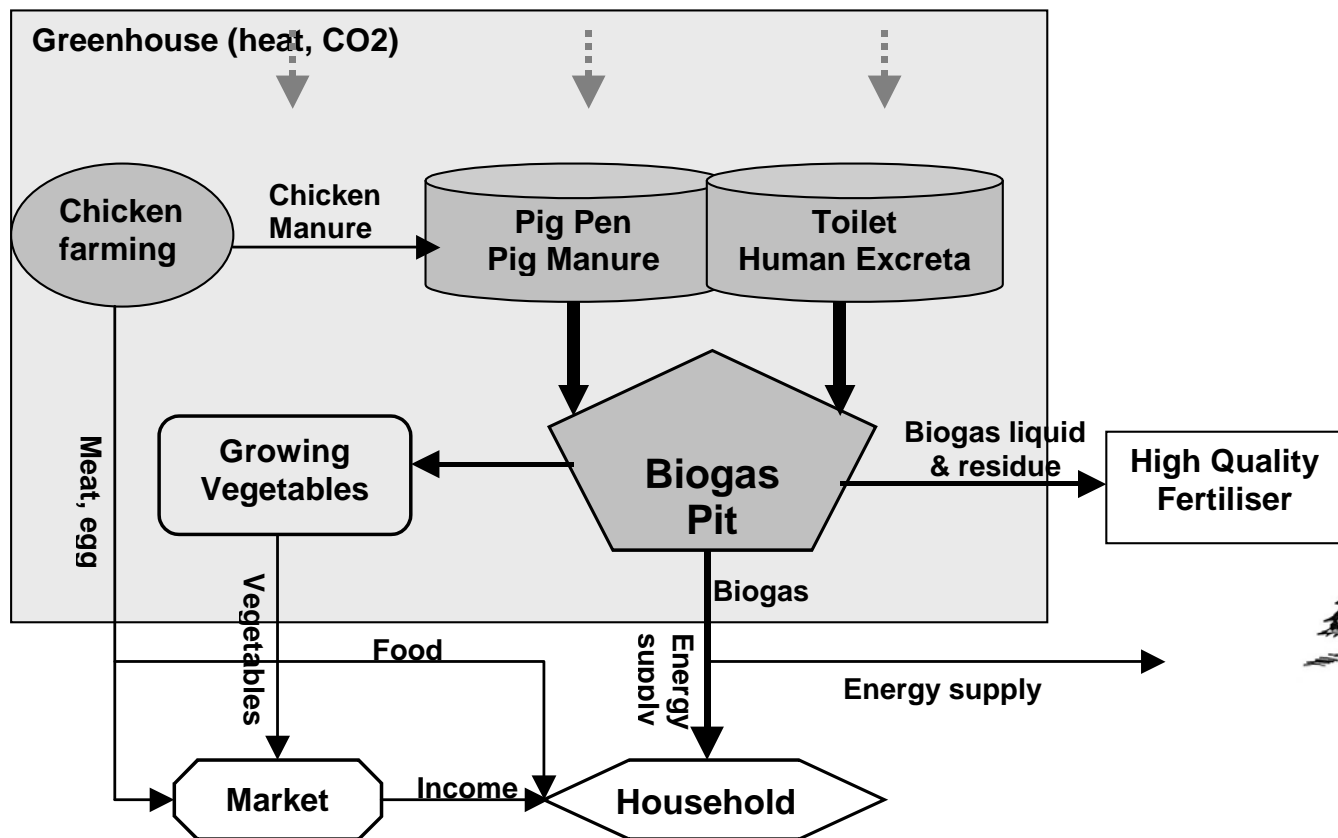 Greenhouse (heat, CO2)
Chicken
farming
Chicken
Manure
Pig Pen
Pig Manure
Toilet
Human Excreta
Meat, egg
Growing
Vegetables
Biogas
Pit
Biogas liquid
& residue
High Quality
Fertiliser
Vegetables
Biogas
Energy
supply
Food
Energy supply
Market
Income
Household